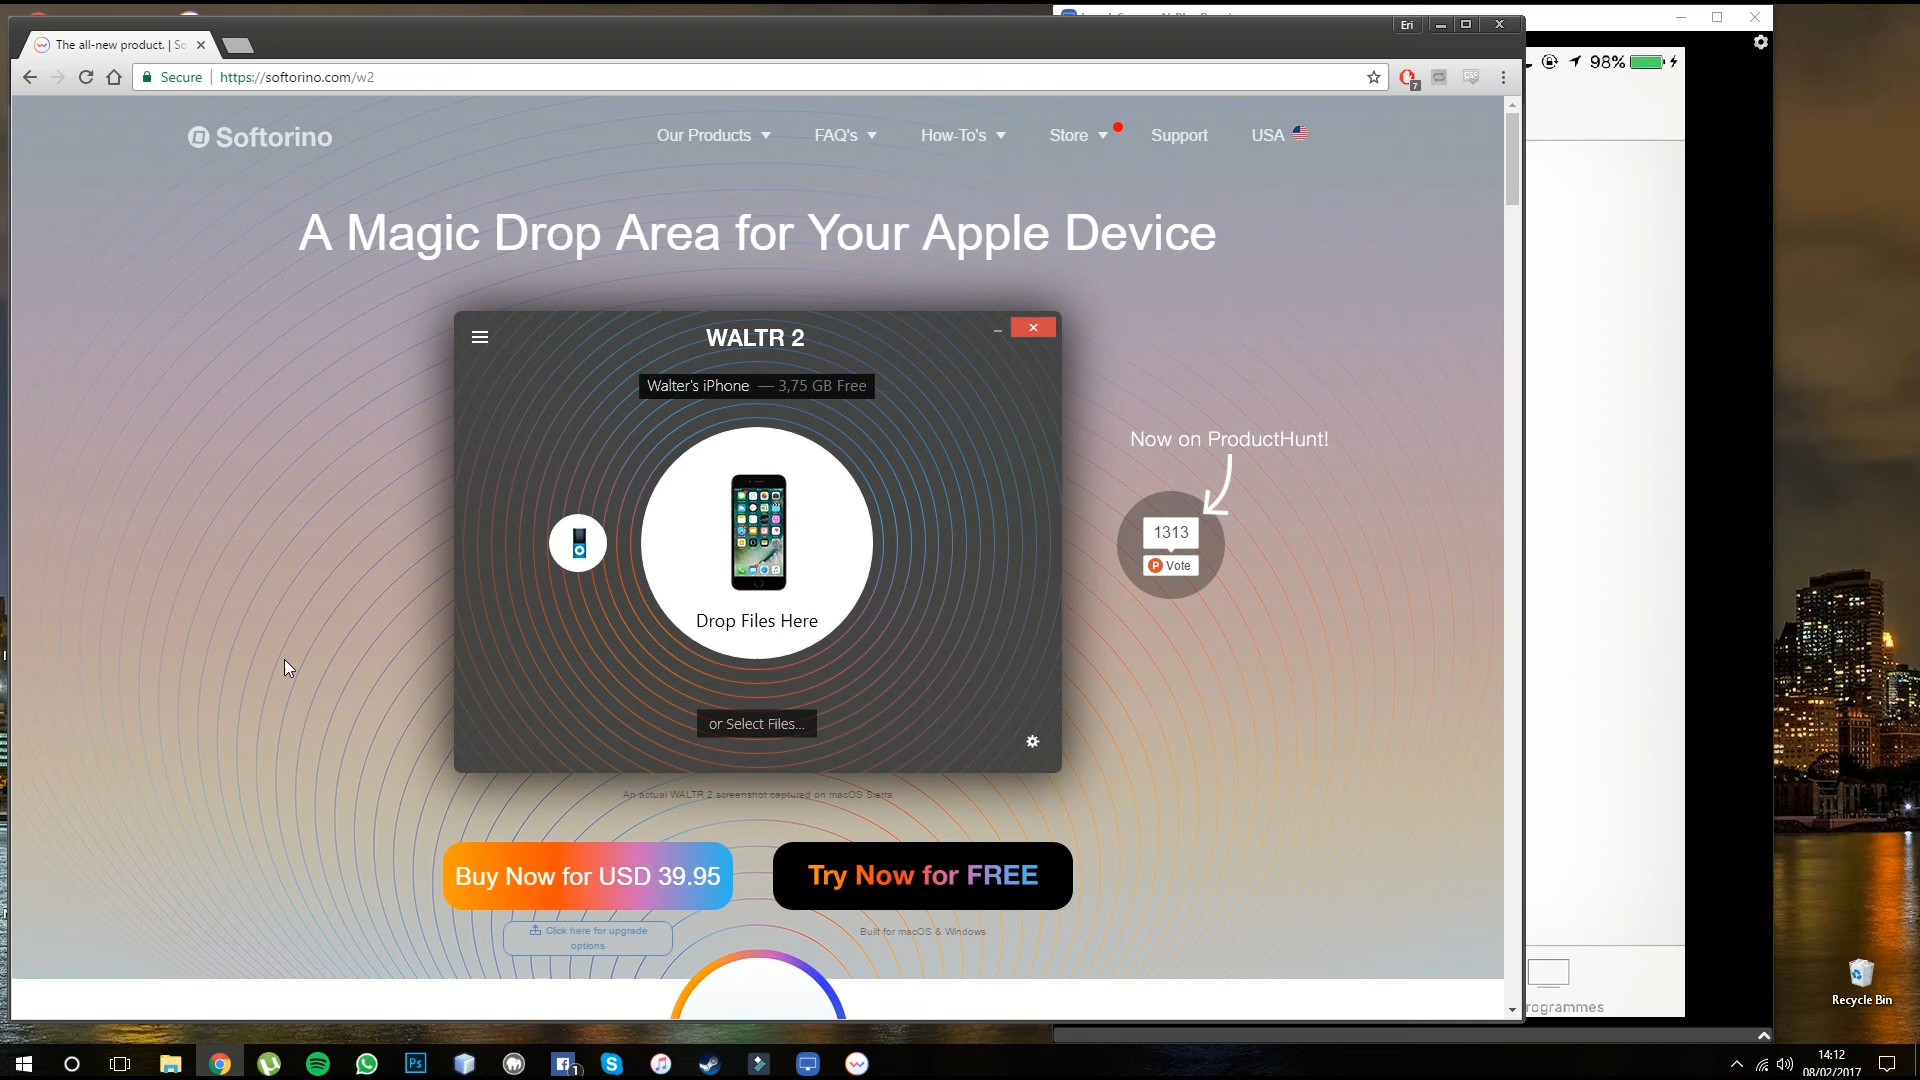 Eri
The all-new product. | So
Secure
https://softorino.com/w2
7
98%
Softorino
Our Products
FAQ's
How-To's
Store
Support
USA
A Magic Drop Area for Your Apple Device
WALTR 2
Walter's iPhone — 3,75 GB Free
Now on ProductHunt!
1313
P Vote
Drop Files Here
or Select Files...
An actual WALTR 2 screenshot captured on macOS Sierra
Buy Now for USD 39.95
Try Now for FREE
Click here for upgrade
options
Built for macOS & Windows
rogrammes
Recycle Bin
Ps
1
14:12
08/02/2017